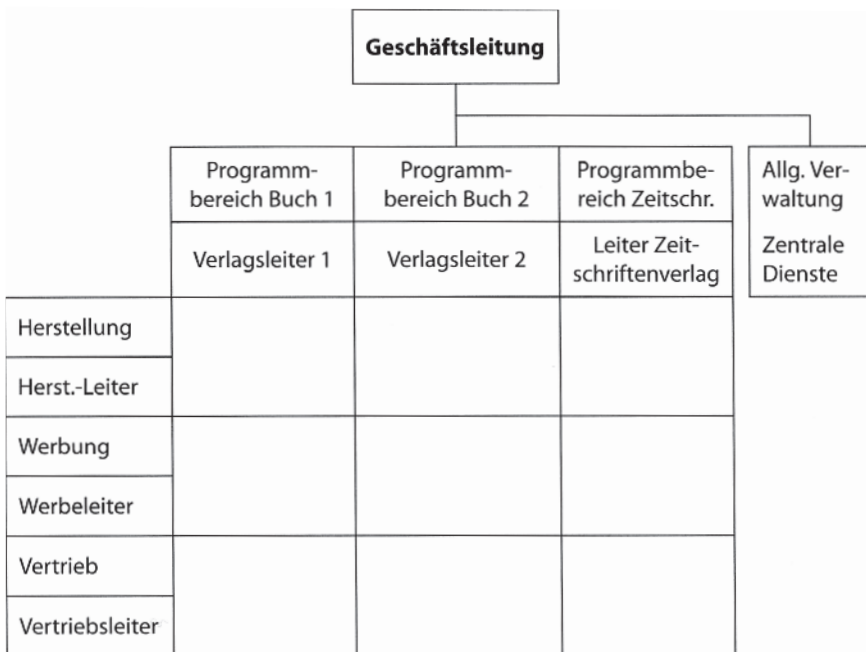 Geschäftsleitung
Programm-
bereich Buch 1
Programm-
bereich Buch 2
Programmbe-
reich Zeitschr.
Allg. Ver-
waltung
Zentrale
Dienste
Verlagsleiter 1
Verlagsleiter 2
Leiter Zeit-
schriftenverlag
Herstellung
Herst.-Leiter
Werbung
Werbeleiter
Vertrieb
Vertriebsleiter